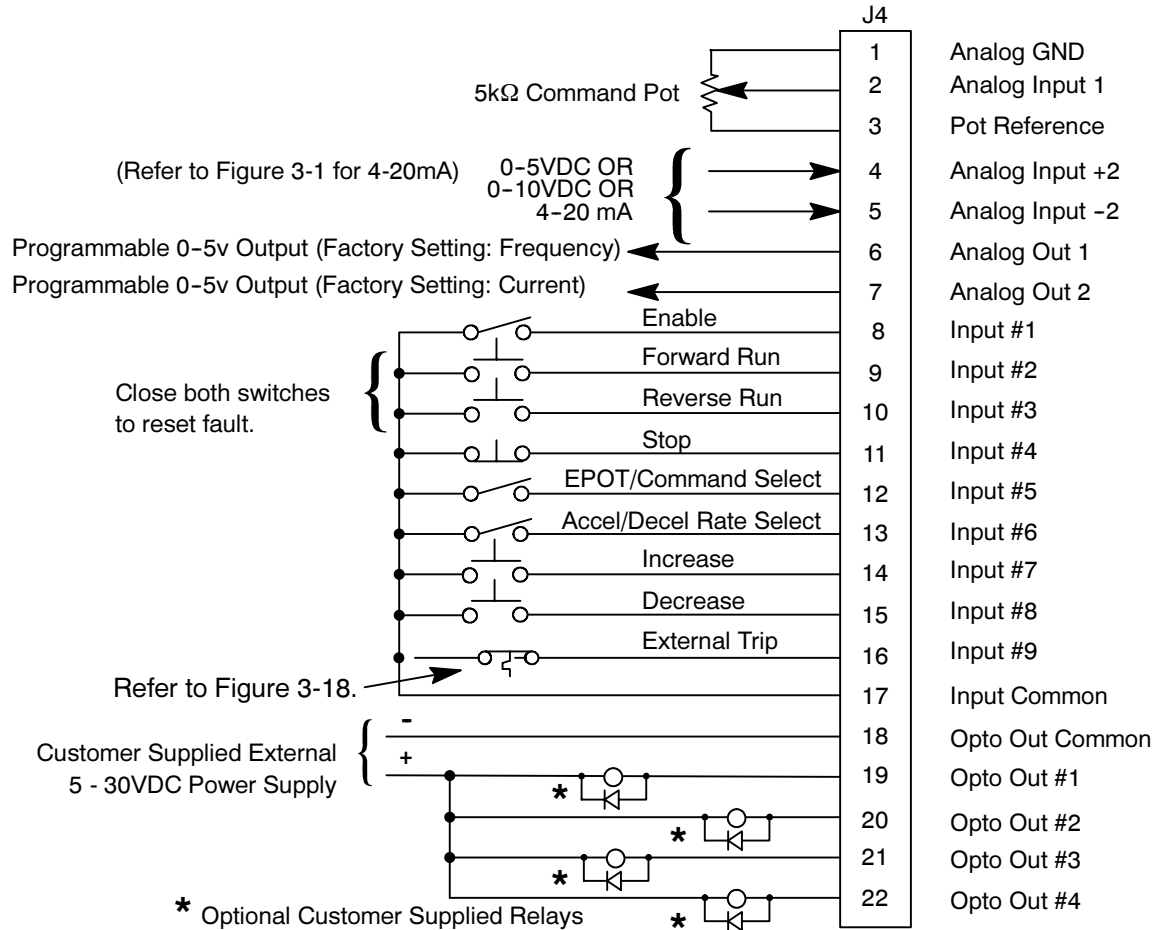 J4
1 Analog GND
5kΩ Command Pot 2 Analog Input 1
3 Pot Reference
(Refer to Figure 3-1 for 4-20mA) 0-5VDC OR 4 Analog Input +2
0-10VDC OR
4-20 mA 5 Analog Input -2
Programmable 0-5v Output (Factory Setting: Frequency) 6 Analog Out 1
Programmable 0-5v Output (Factory Setting: Current) 7 Analog Out 2
Enable 8 Input #1
Forward Run 9 Input #2
Close both switches
to reset fault.
Reverse Run 10 Input #3
Stop 11 Input #4
EPOT/Command Select 12 Input #5
Accel/Decel Rate Select 13 Input #6
Increase 14 Input #7
Decrease 15 Input #8
External Trip 16 Input #9
Refer to Figure 3-18. 17 Input Common
- 18 Opto Out Common
Customer Supplied External
5 - 30VDC Power Supply
+ 19 Opto Out #1
*
20 Opto Out #2
*
21 Opto Out #3
*
22 Opto Out #4
* Optional Customer Supplied Relays *